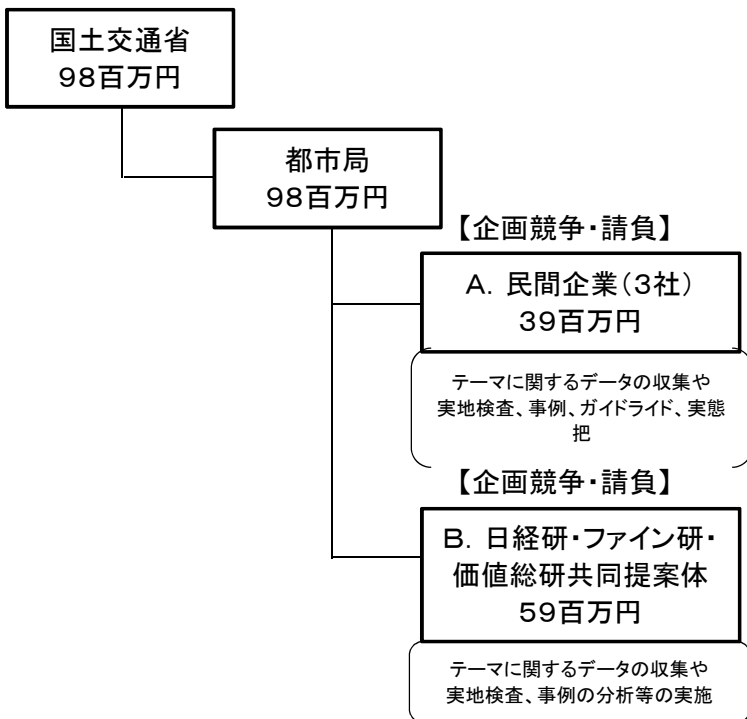 国土交通省
98百万円
都市局
98百万円
【企画競争・請負】
A. 民間企業(3社)
39百万円
テーマに関するデータの収集や
実地検査、事例、ガイドライド、実態
把
【企画競争・請負】
B. 日経研・ファイン研・
価値総研共同提案体
59百万円
テーマに関するデータの収集や
実地検査、事例の分析等の実施